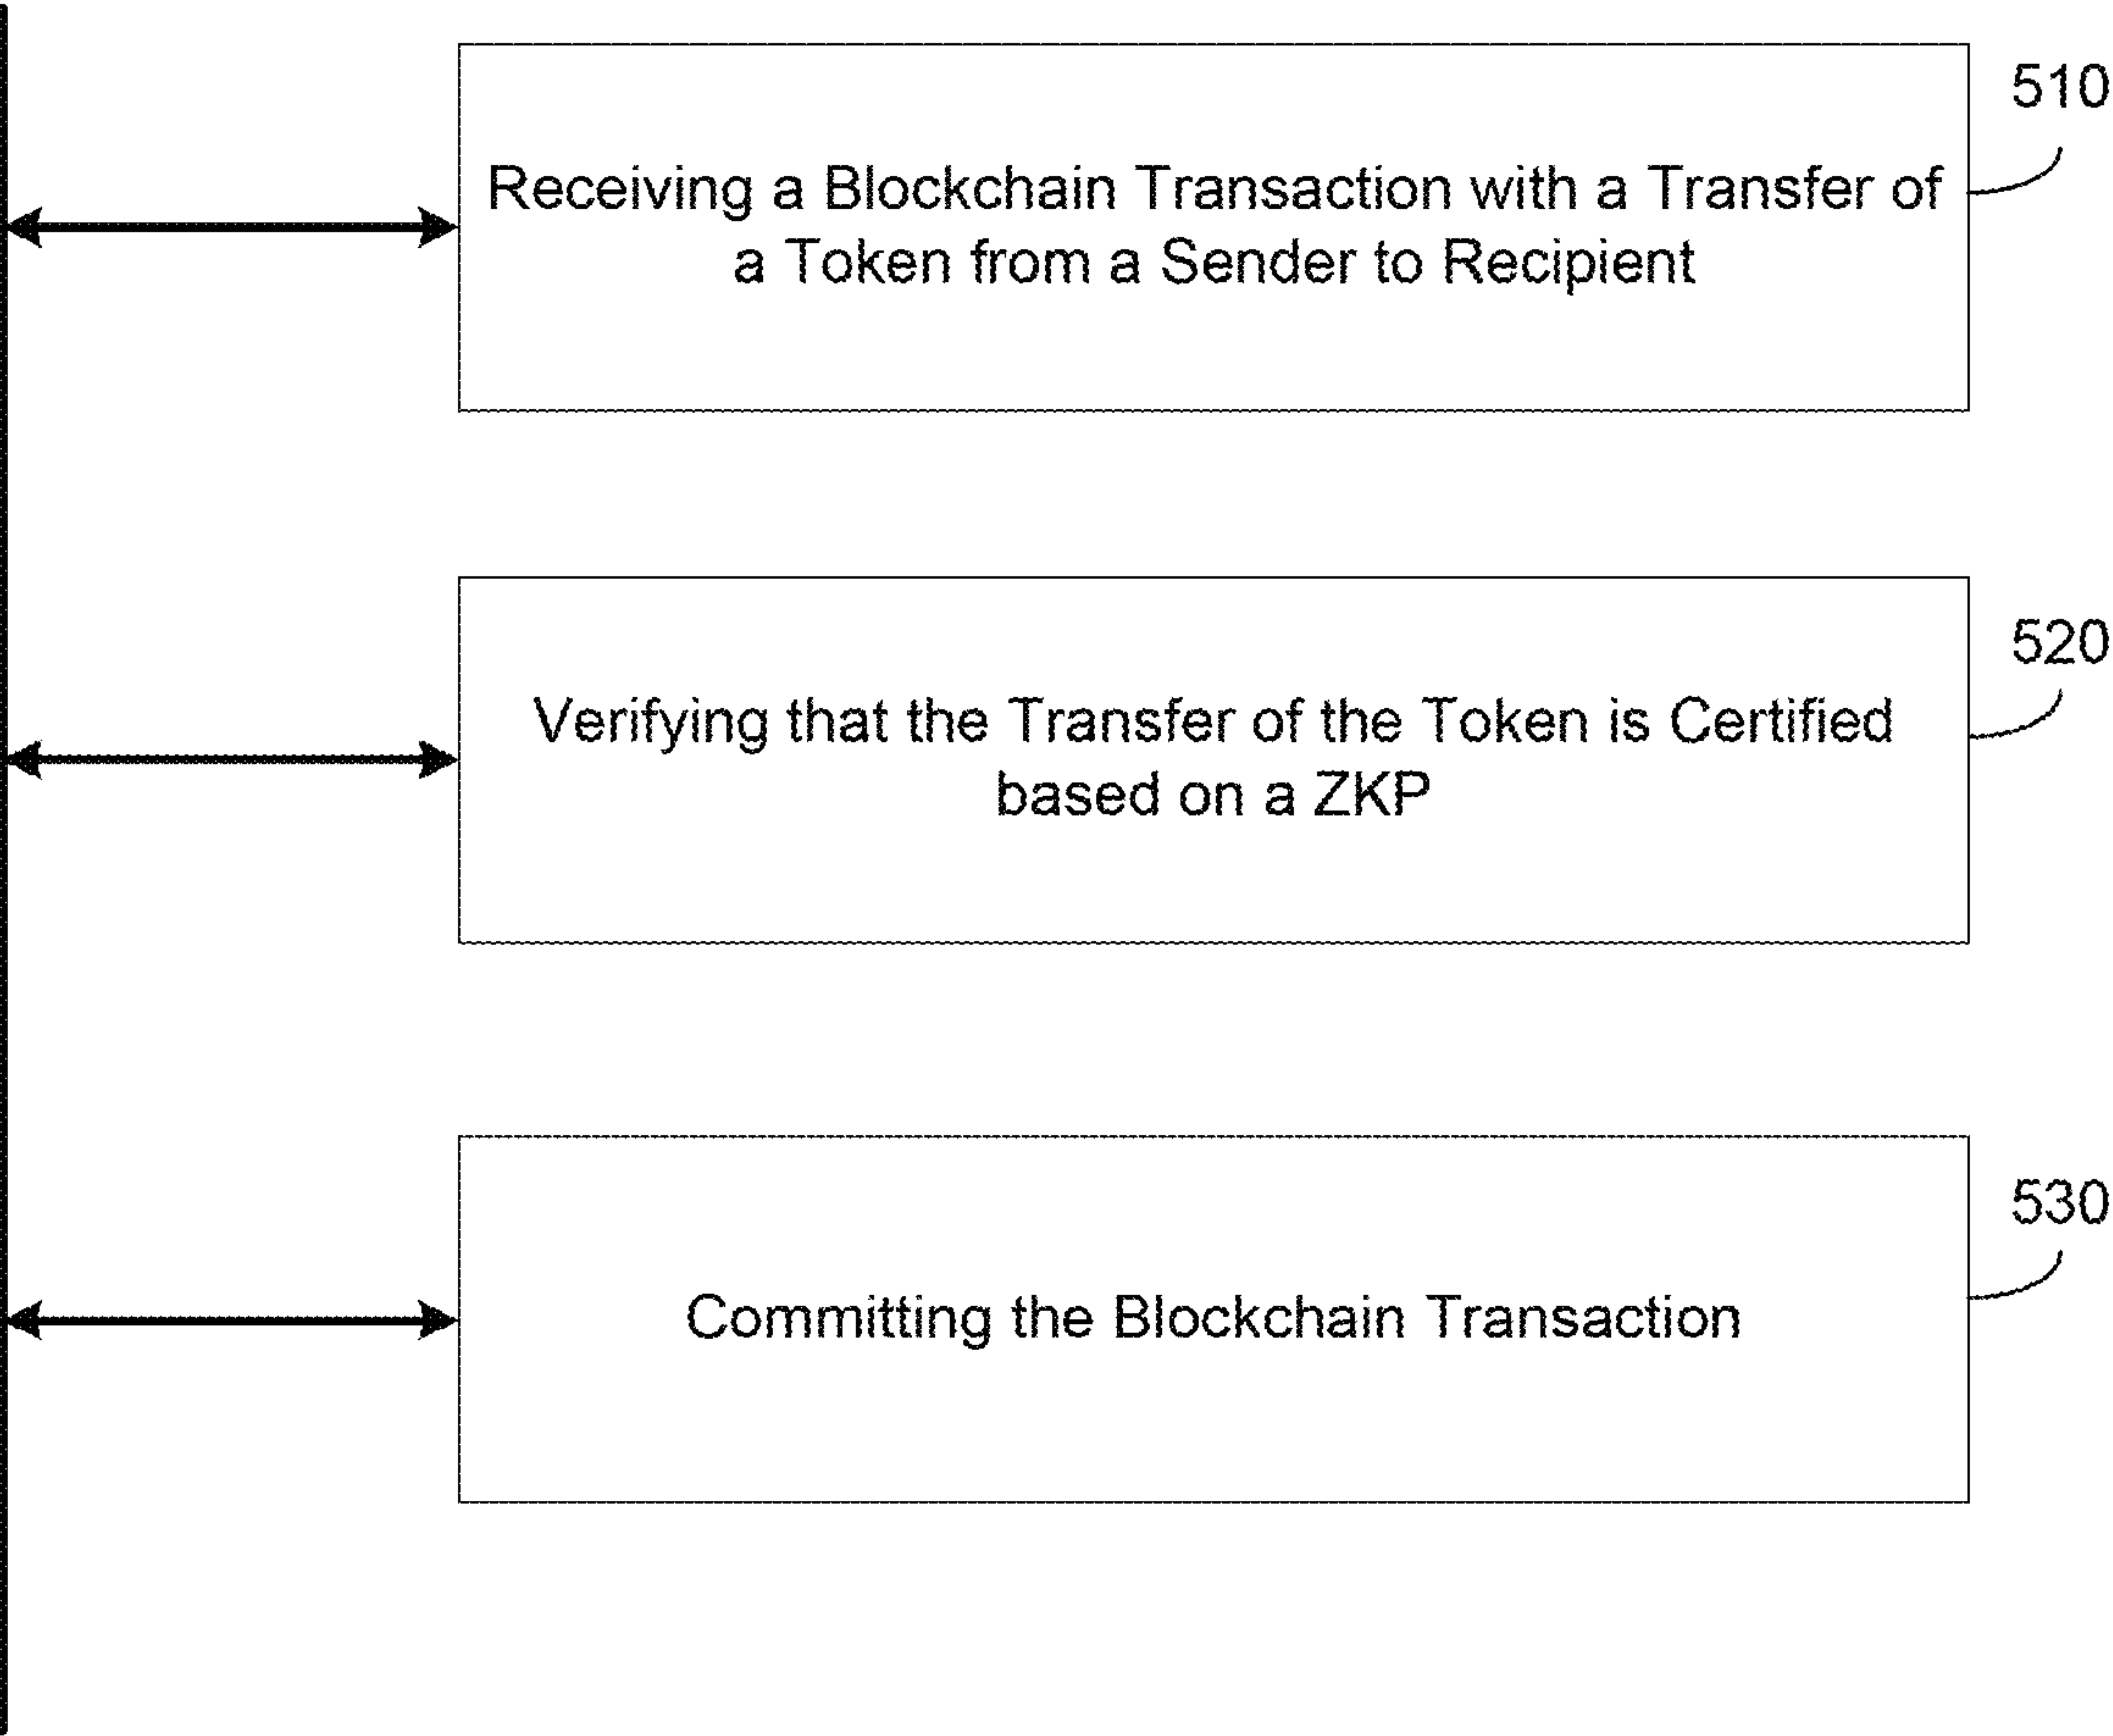 510
Receiving a Blockchain Transaction with a Transfer of
a Token from a Sender to Recipient
520
Verifying that the Transfer of the Token is Certified
based on a ZKP
530
Committing the Blockchain Transaction